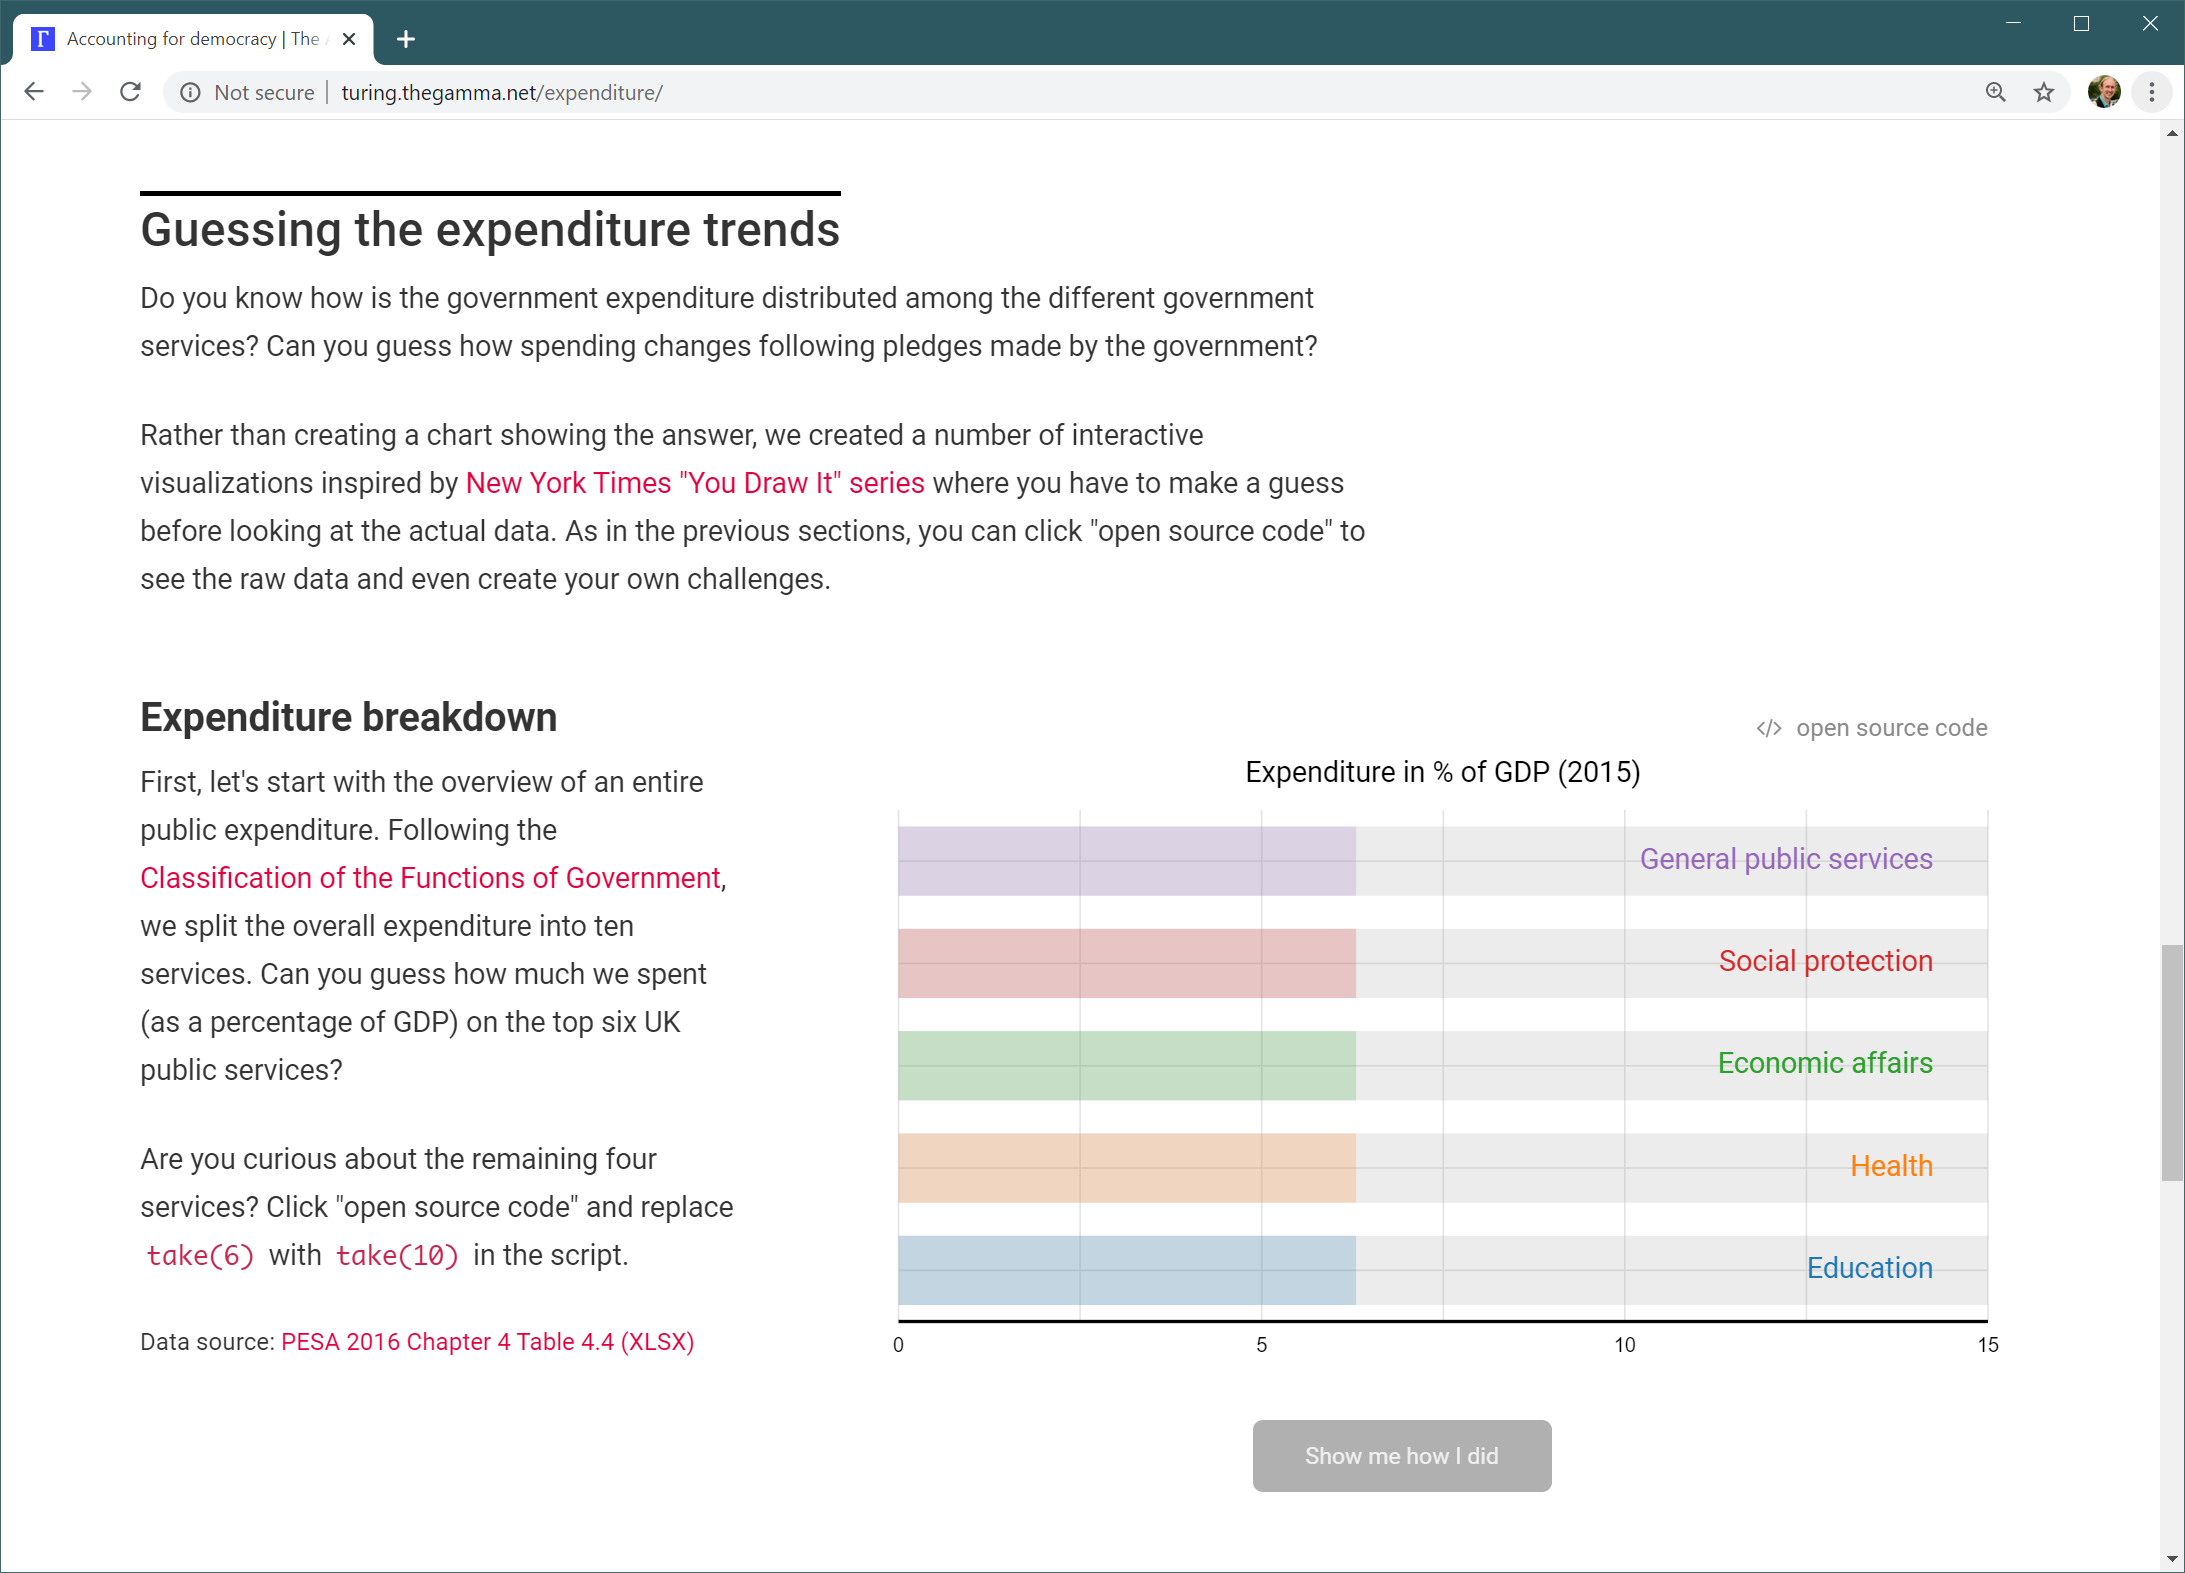 Accounting for democracy | The
Not secure | turing.thegamma.net/expenditure/
Guessing the expenditure trends
Do you know how is the government expenditure distributed among the different government
services? Can you guess how spending changes following pledges made by the government?
Rather than creating a chart showing the answer, we created a number of interactive
visualizations inspired by New York Times "You Draw It" series where you have to make a guess
before looking at the actual data. As in the previous sections, you can click "open source code" to
see the raw data and even create your own challenges.
Expenditure breakdown
First, let's start with the overview of an entire
public expenditure. Following the
Classification of the Functions of Government,
we split the overall expenditure into ten
services. Can you guess how much we spent
(as a percentage of GDP) on the top six UK
public services?
Are you curious about the remaining four
services? Click "open source code" and replace
take(6) with take(10) in the script.
Data source: PESA 2016 Chapter 4 Table 4.4 (XLSX)
</> open source code
Expenditure in % of GDP (2015)
General public services
Social protection
Economic affairs
Health
Education
0 5 10 15
Show me how I did